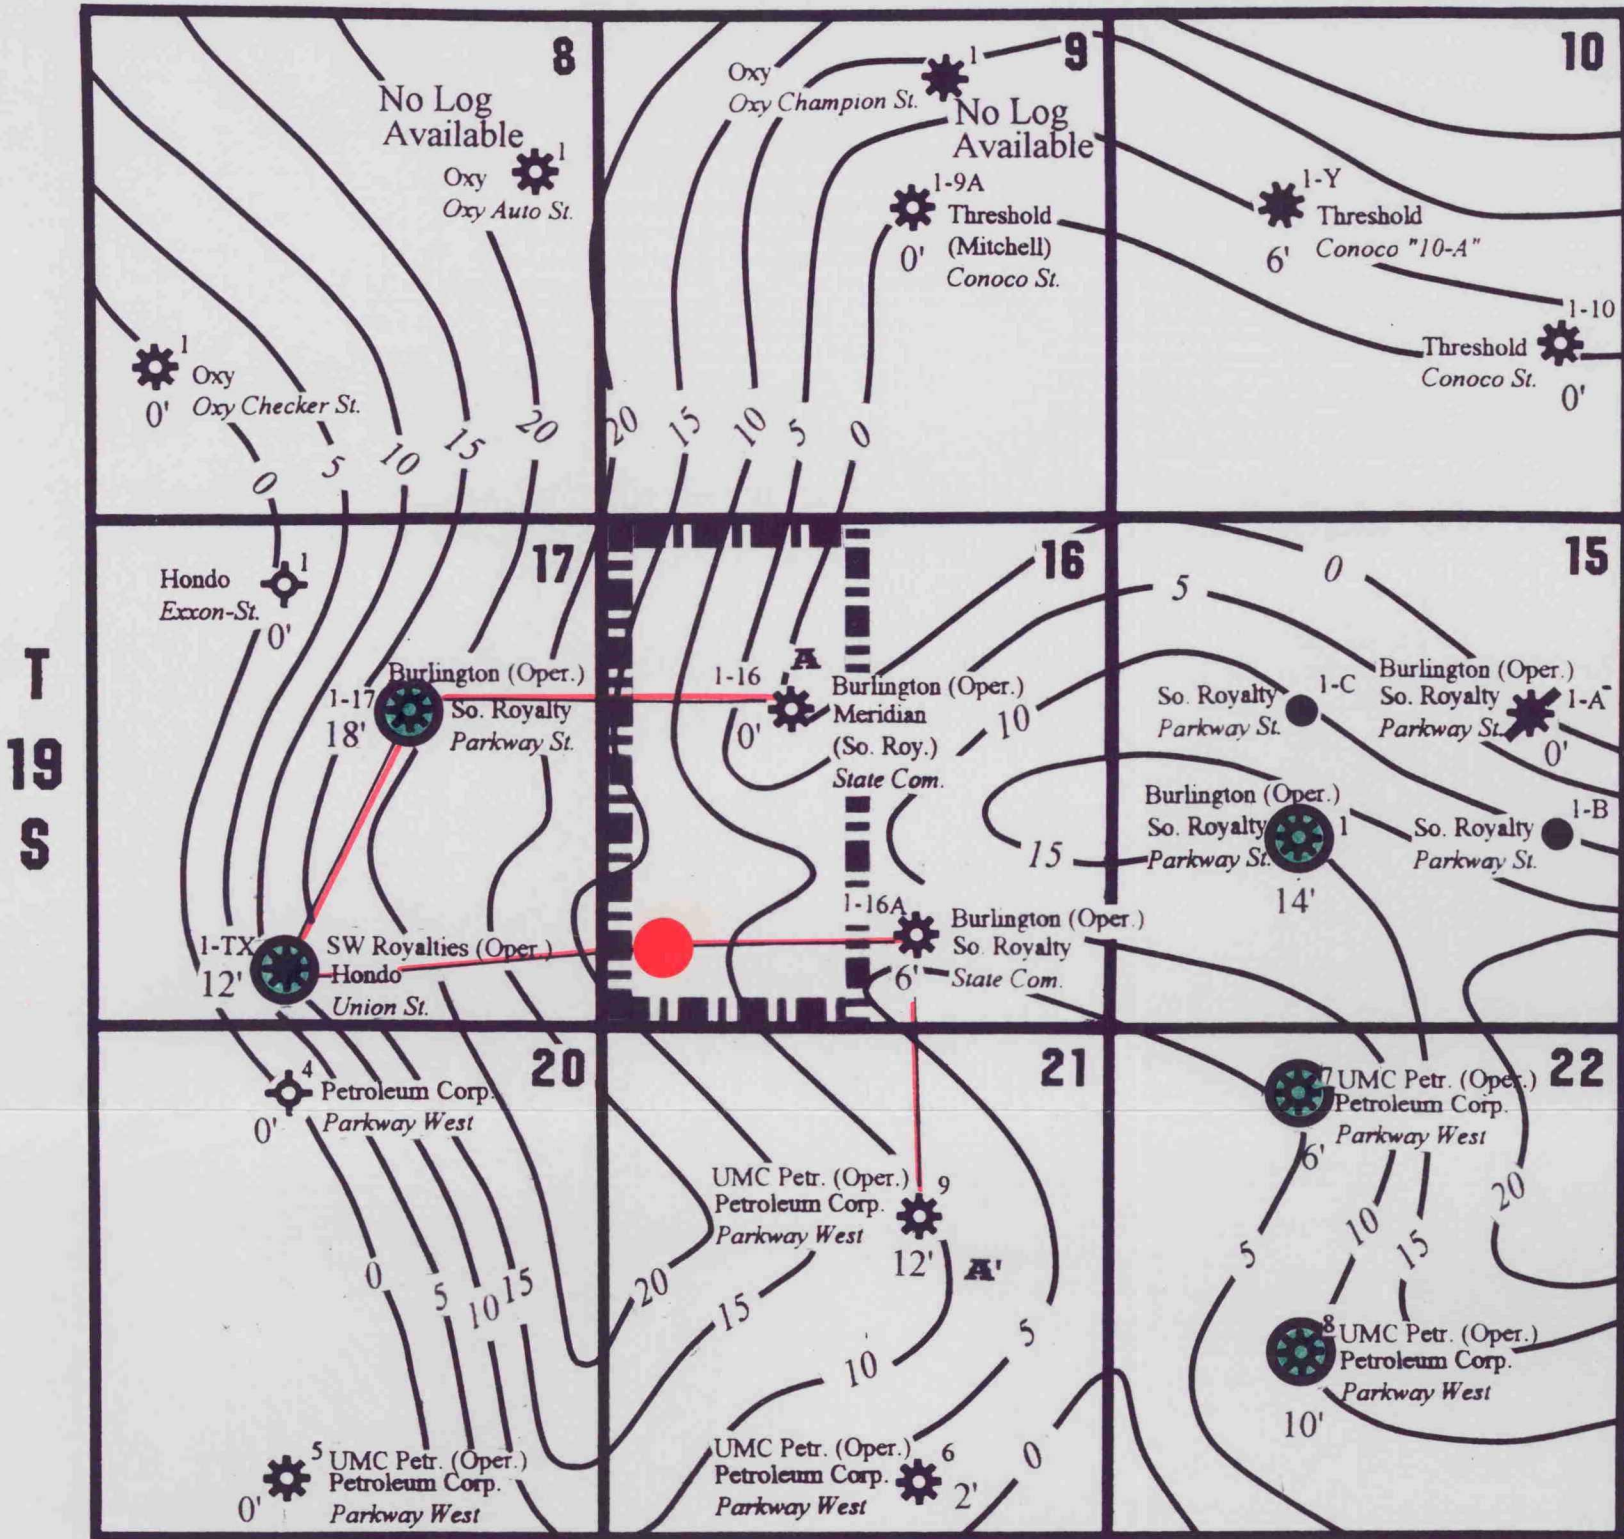 8
No Log
Available
1
Oxy
Oxy Auto St.
1
Oxy
0'
Oxy Checker St.
0
5
10
15
20
9
Oxy
Oxy Champion St.
1
No Log
Available
1-9A
Threshold
(Mitchell)
Conoco St.
0'
20
15
10
5
0
10
1-Y
Threshold
Conoco "10-A"
6'
1-10
Threshold
Conoco St.
0'
T
19
S
17
Hondo
Exxon-St.
1
0'
Burlington (Oper.)
1-17
So. Royalty
18'
Parkway St.
1-TX
SW Royalties (Oper.)
12'
Hondo
Union St.
16
1-16
A
Burlington (Oper.)
Meridian
0'
(So. Roy.)
State Com.
10
15
1-16A
Burlington (Oper.)
So. Royalty
6'
State Com.
15
0
5
So. Royalty
Parkway St.
1-C
Burlington (Oper.)
So. Royalty
Parkway St.
1-A
0'
Burlington (Oper.)
So. Royalty
1
Parkway St.
14'
1-B
So. Royalty
Parkway St.
20
4
Petroleum Corp.
0'
Parkway West
0
5
10
15
5
UMC Petr. (Oper.)
Petroleum Corp.
0'
Parkway West
21
UMC Petr. (Oper.)
9
Petroleum Corp.
Parkway West
12'
A'
20
15
10
5
0
UMC Petr. (Oper.)
6
Petroleum Corp.
2'
Parkway West
22
7
UMC Petr. (Oper.)
Petroleum Corp.
Parkway West
6'
5
10
15
20
8
UMC Petr. (Oper.)
Petroleum Corp.
Parkway West
10'